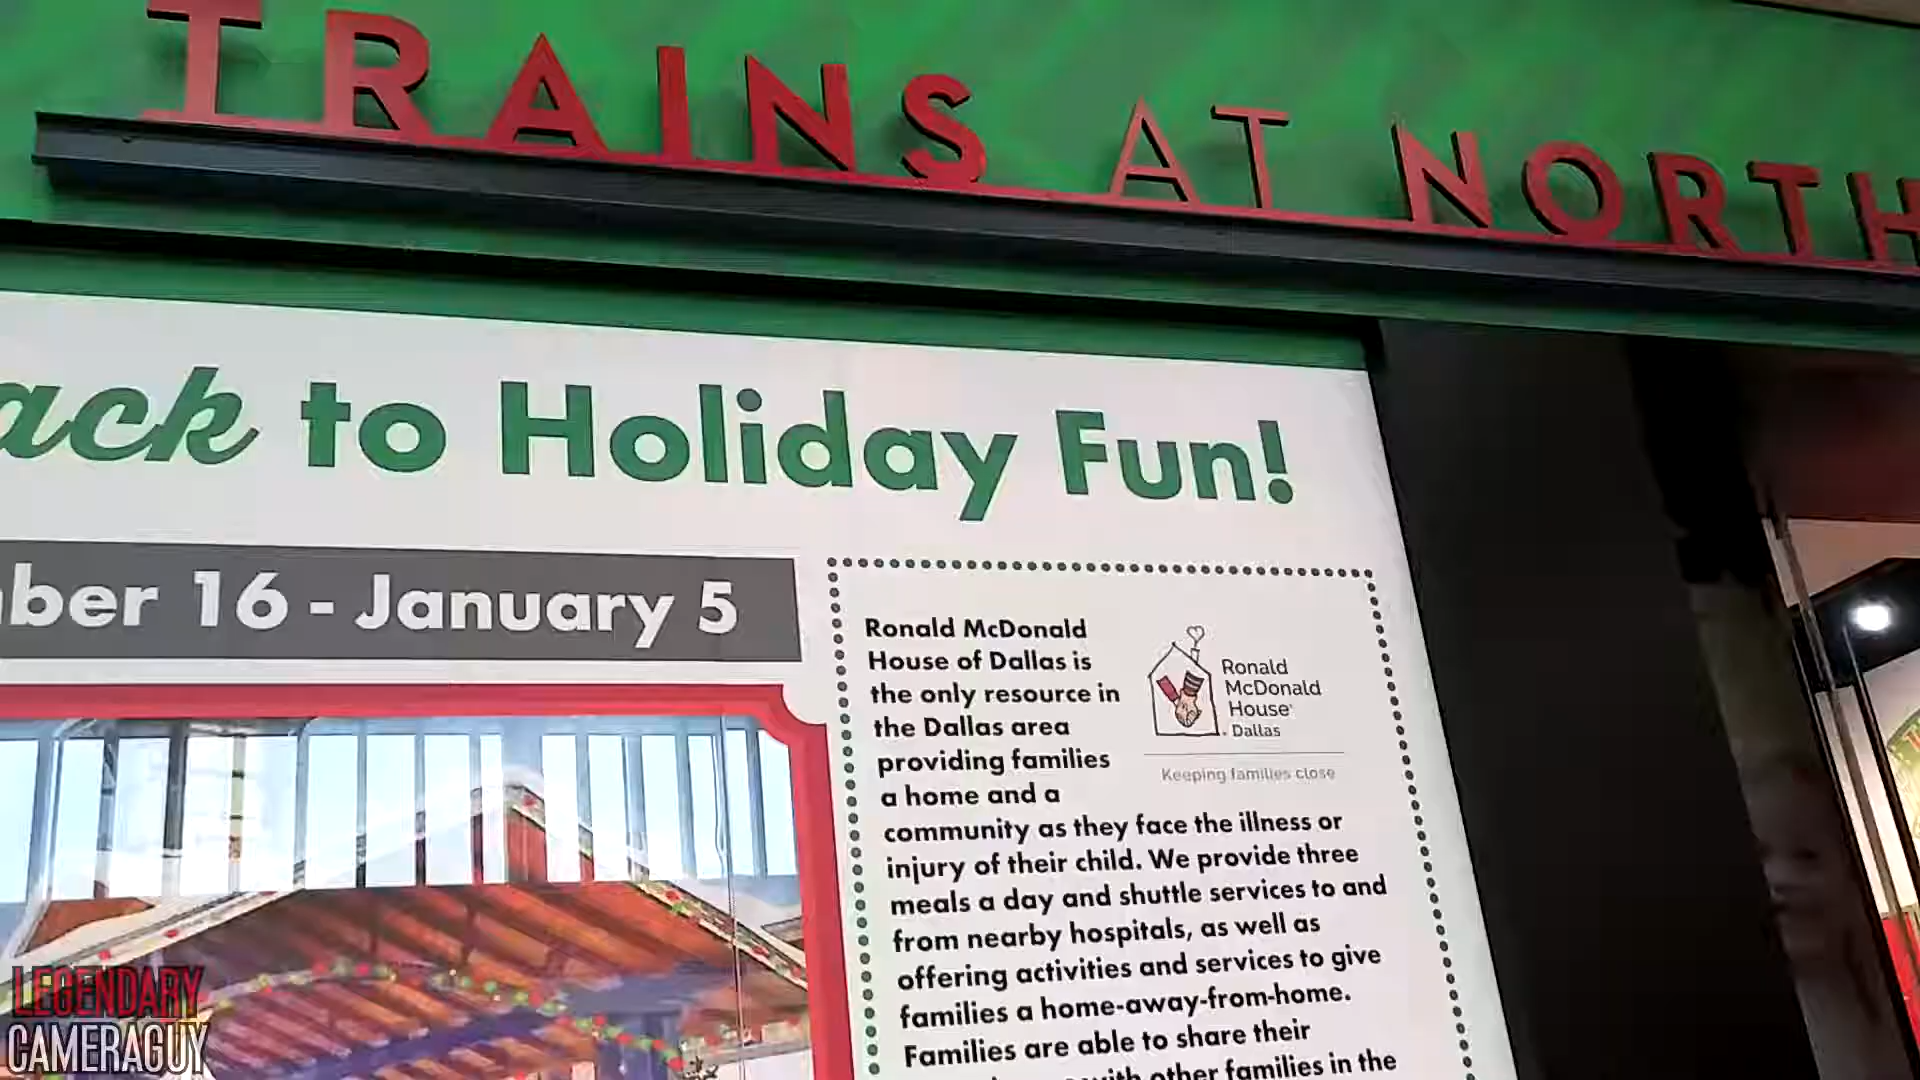 TRAINS AT NORTH
ack to Holiday Fun!
ber 16 - January 5
Ronald McDonald
House of Dallas is
the only resource in
the Dallas area
providing families
a home and a
community as they face the illness or
injury of their child. We provide three
meals a day and shuttle services to and
from nearby hospitals, as well as
offering activities and services to give
families a home-away-from-home.
Families are able to share their
with other families in the
Ronald
McDonald
House
Dallas
Keeping families close
LEGENDARY
CAMERAGUY